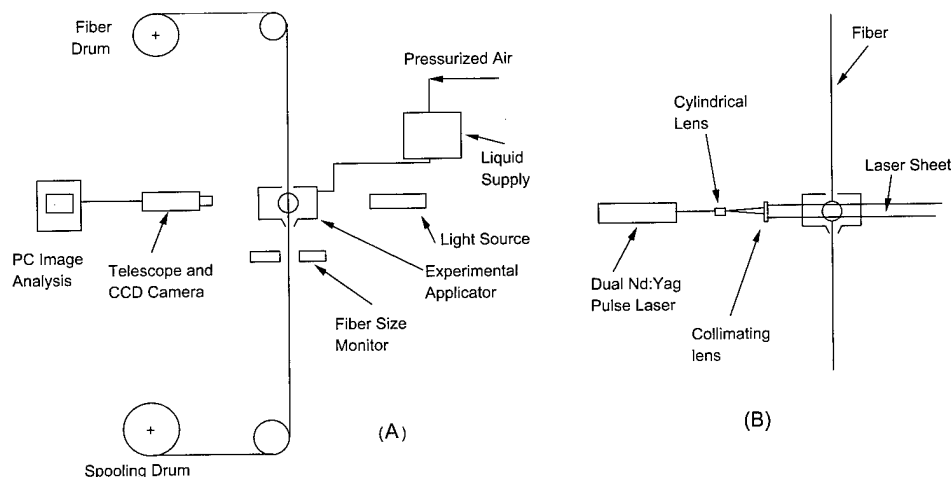 Fiber
Drum
Pressurized Air
Liquid
Supply
Light Source
PC Image
Analysis
Telescope and
CCD Camera
Experimental
Applicator
Fiber Size
Monitor
Spooling Drum
(A)
Fiber
Cylindrical
Lens
Laser Sheet
Dual Nd:Yag
Pulse Laser
Collimating
lens
(B)